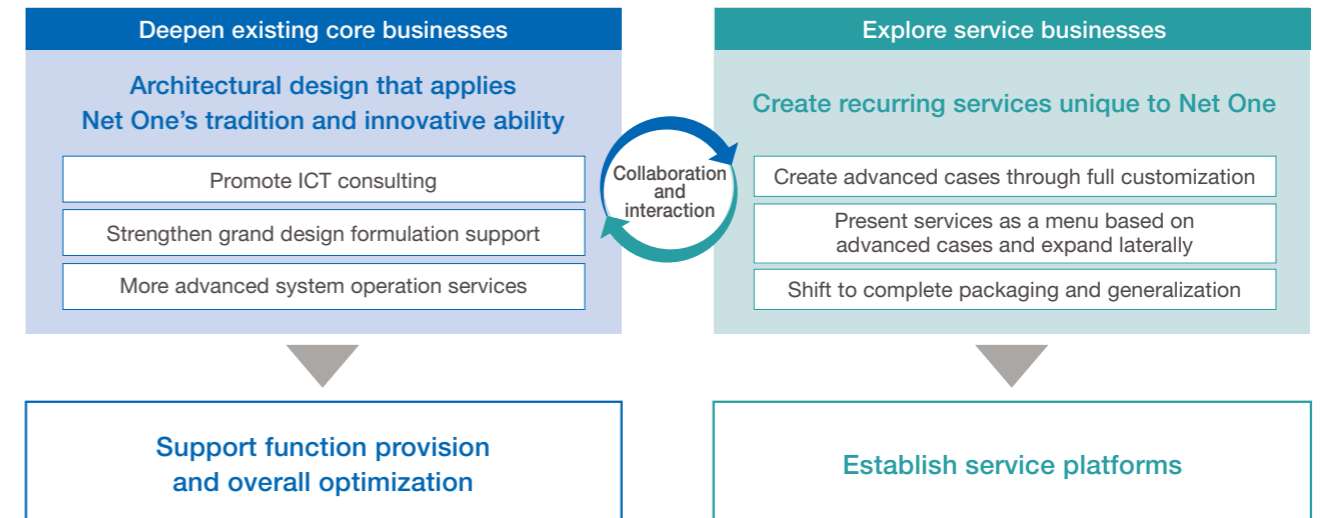 Deepen existing core businesses
Architectural design that applies
Net One’s tradition and innovative ability
Promote ICT consulting
Strengthen grand design formulation support
More advanced system operation services
Collaboration
and
interaction
Explore service businesses
Create recurring services unique to Net One
Create advanced cases through full customization
Present services as a menu based on
advanced cases and expand laterally
Shift to complete packaging and generalization
Support function provision
and overall optimization
Establish service platforms